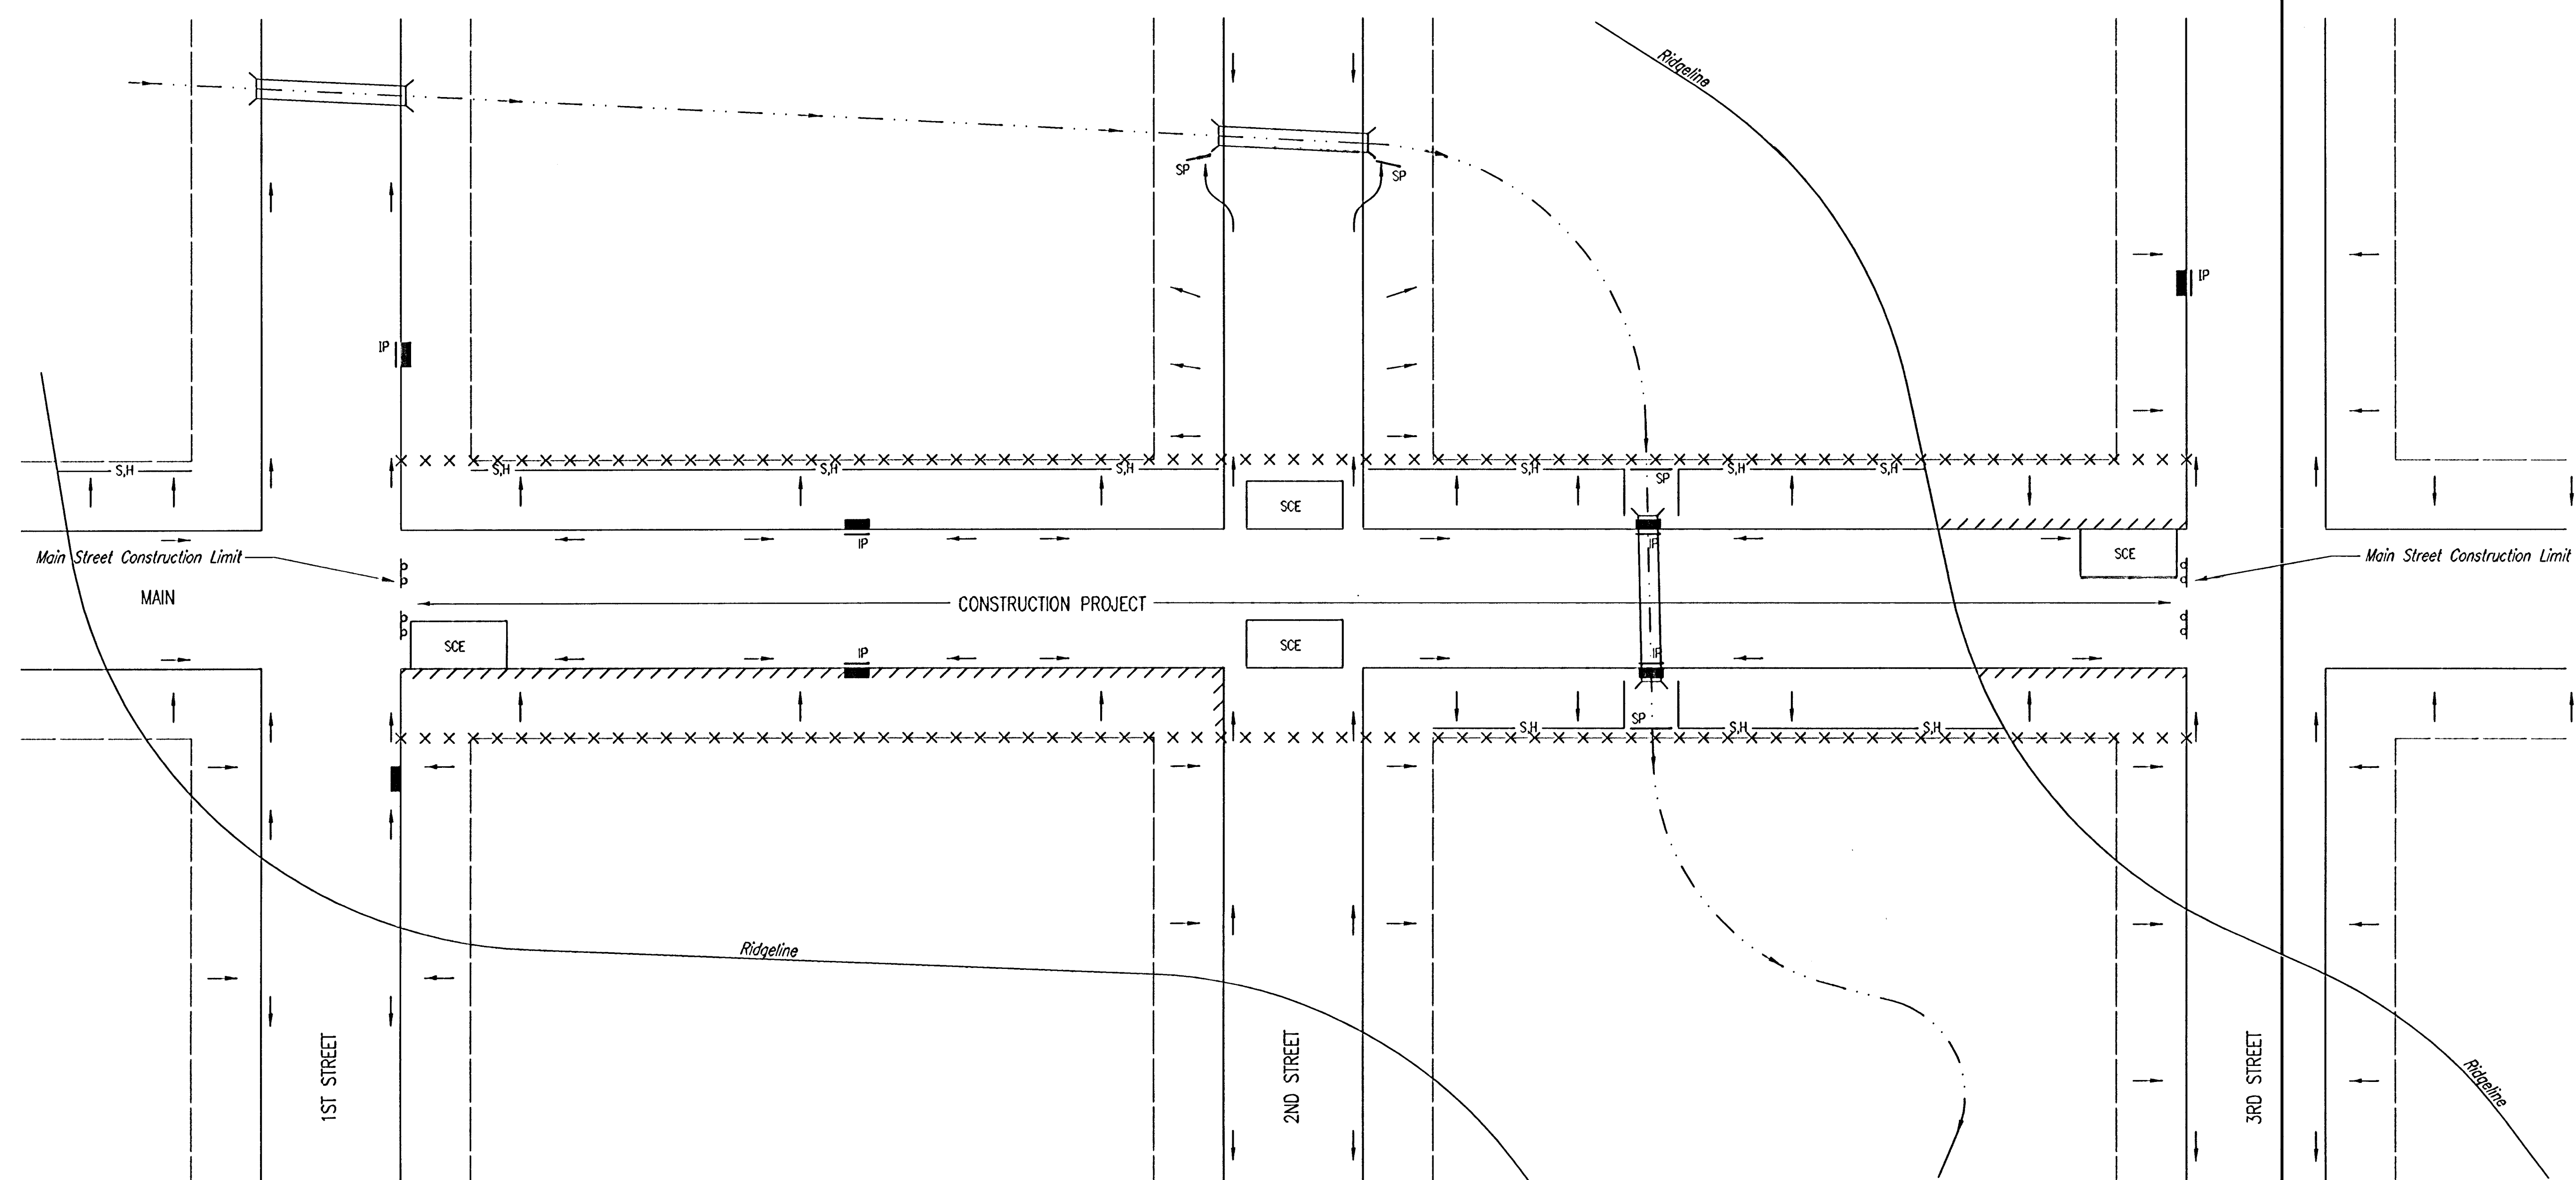 Ridgeline
SP
SP
IP
IP
S,H
S,H
S,H
S,H
S,H
S,H
S,H
SP
SCE
IP
IP
SCE
Main Street Construction Limit
Main Street Construction Limit
MAIN
CONSTRUCTION PROJECT
SCE
SCE
IP
IP
SP
S,H
S,H
S,H
Ridgeline
1ST STREET
2ND STREET
3RD STREET
Ridgeline